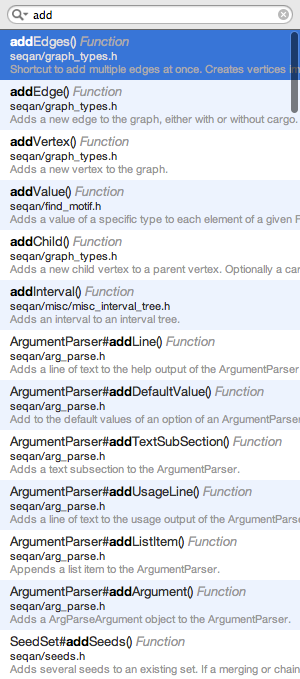 add
addEdges() Function
seqan/graph_types.h
Shortcut to add multiple edges at once. Creates vertices im
addEdge() Function
seqan/graph_types.h
Adds a new edge to the graph, either with or without cargo.
addVertex() Function
seqan/graph_types.h
Adds a new vertex to the graph.
addValue() Function
seqan/find_motif.h
Adds a value of a specific type to each element of a given F
addChild() Function
seqan/graph_types.h
Adds a new child vertex to a parent vertex. Optionally a car
addInterval() Function
seqan/misc/misc_interval_tree.h
Adds an interval to an interval tree.
ArgumentParser#addLine() Function
seqan/arg_parse.h
Adds a line of text to the help output of the ArgumentParser
ArgumentParser#addDefaultValue() Function
seqan/arg_parse.h
Add to the default values of an option of an ArgumentParser
ArgumentParser#addTextSubSection() Function
seqan/arg_parse.h
Adds a text subsection to the ArgumentParser.
ArgumentParser#addUsageLine() Function
seqan/arg_parse.h
Adds a line of text to the usage output of the ArgumentPars
ArgumentParser#addListItem() Function
seqan/arg_parse.h
Appends a list item to the ArgumentParser.
ArgumentParser#addArgument() Function
seqan/arg_parse.h
Adds a ArgParseArgument object to the ArgumentParser.
SeedSet#addSeeds() Function
seqan/seeds.h
Adds several seeds to an existing set. If a merging or chain